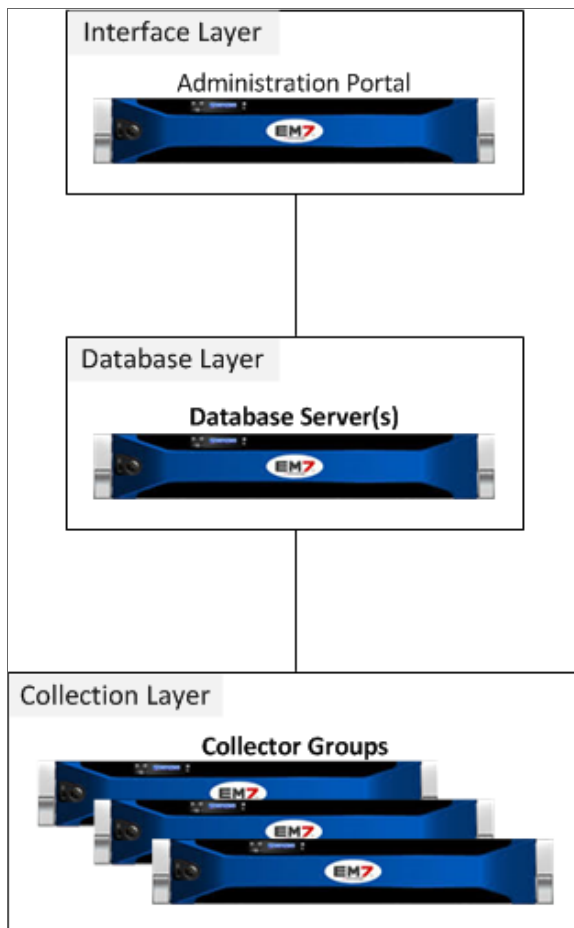 Interface Layer
Administration Portal
EM7
Database Layer
Database Server(s)
EM7
Collection Layer
Collector Groups
EM7
EM7
EM7